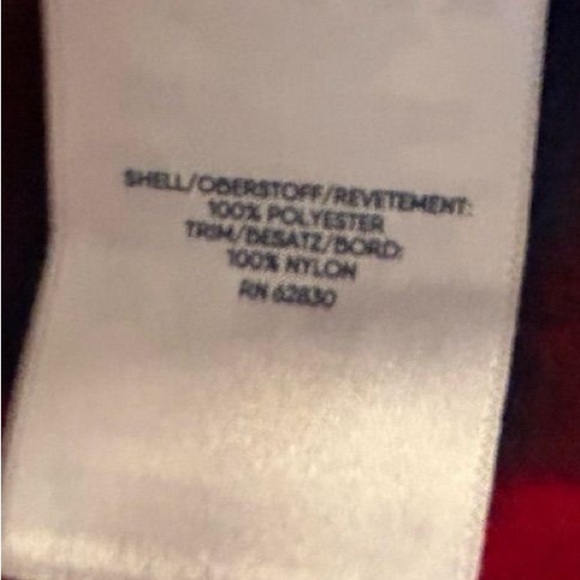 SHELL/OBERSTOFF/REVETEMENT:
100% POLYESTER
TRIM/BESATZ/BORD:
100% NYLON
RN 62830